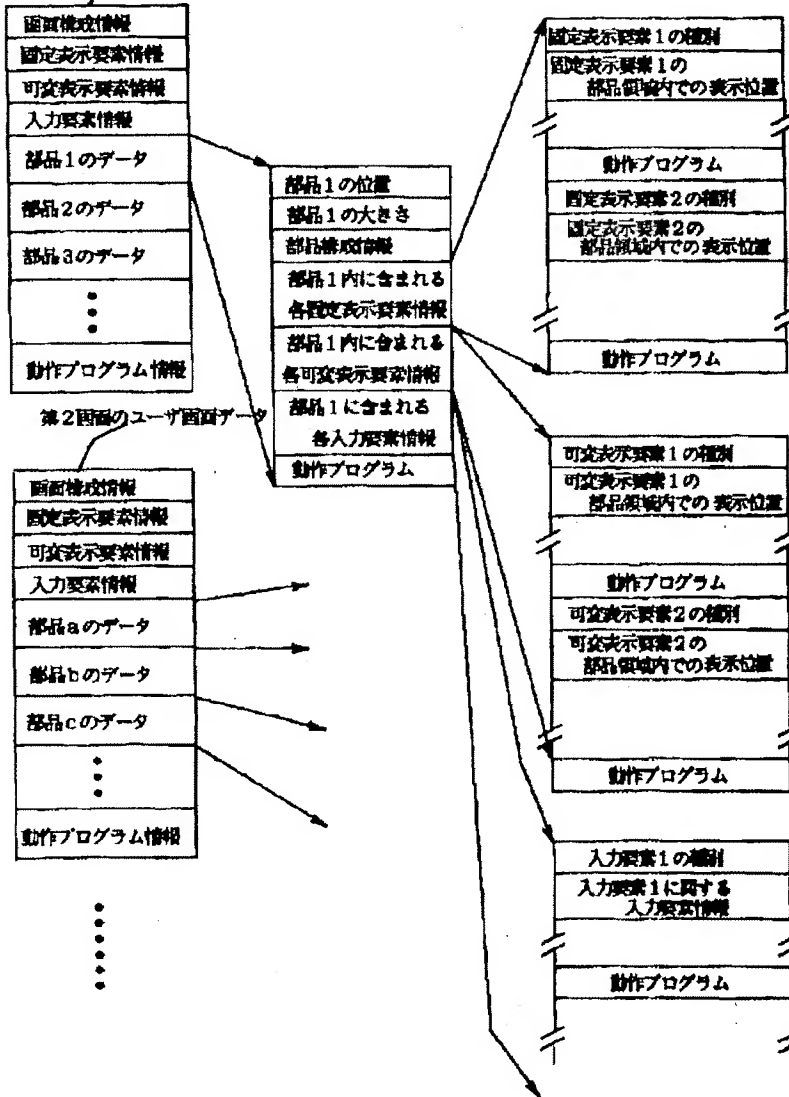 画面構成情報
固定表示要素情報
可変表示要素情報
入力要素情報
部品1のデータ
部品2のデータ
部品3のデータ
動作プログラム情報
部品1の位置
部品1の大きさ
部品構成情報
部品1内に含まれる
各固定表示要素情報
部品1内に含まれる
各可変表示要素情報
部品1に含まれる
各入力要素情報
動作プログラム
固定表示要素1の種別
固定表示要素1の
部品領域内での表示位置
動作プログラム
固定表示要素2の種別
固定表示要素2の
部品領域内での表示位置
動作プログラム
第2画面のユーザ画面データ
画面構成情報
固定表示要素情報
可変表示要素情報
入力要素情報
部品aのデータ
部品bのデータ
部品cのデータ
動作プログラム情報
可変表示要素1の種別
可変表示要素1の
部品領域内での表示位置
動作プログラム
可変表示要素2の種別
可変表示要素2の
部品領域内での表示位置
動作プログラム
入力要素1の種別
入力要素1に関する
入力要素情報
動作プログラム